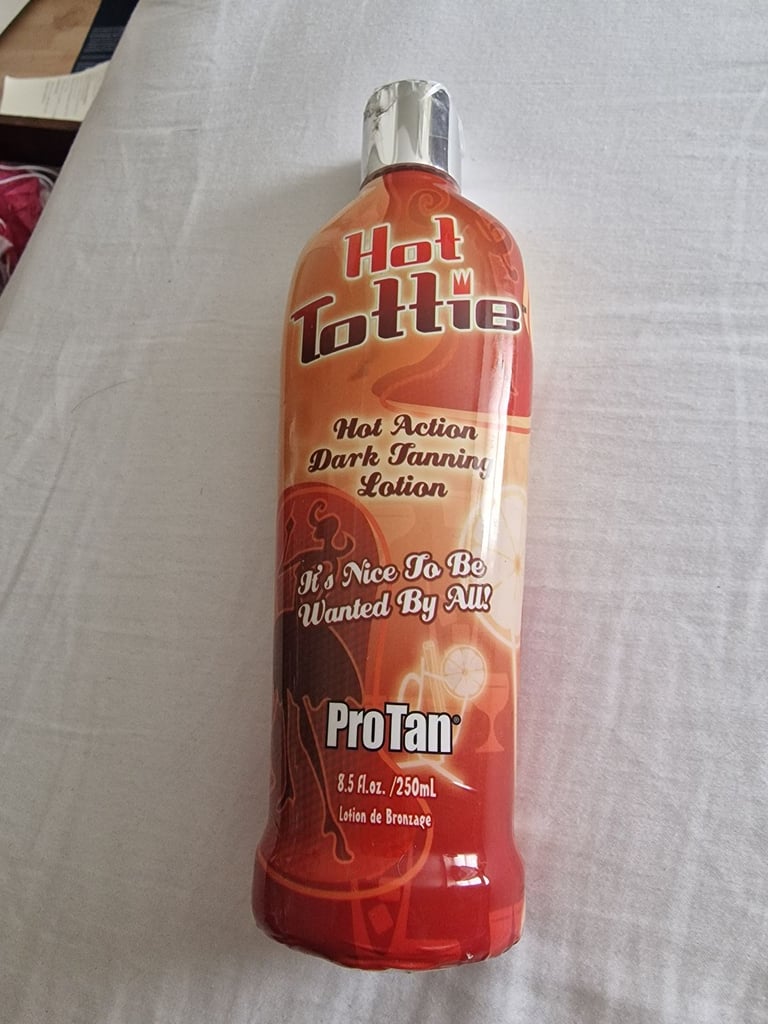 Hot
Tottie
Hot Action
Dark Tanning
Lotion
It's Nice To Be
Wanted By All!
ProTan®
8.5 fl.oz. /250mL
Lotion de Bronzage